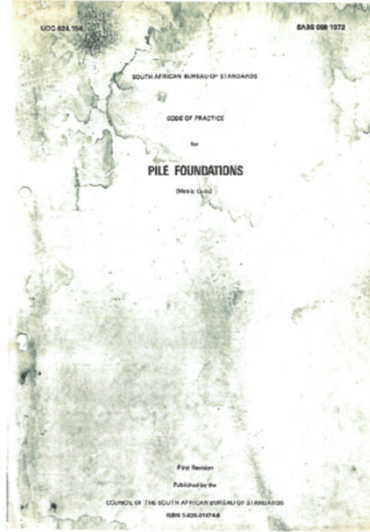 UDC 624.154
SABS 088-1972
SOUTH AFRICAN BUREAU OF STANDARDS
CODE OF PRACTICE
for
PILE FOUNDATIONS
(Metric Units)
First Revision
Published by the
COUNCIL OF THE SOUTH AFRICAN BUREAU OF STANDARDS
ISBN